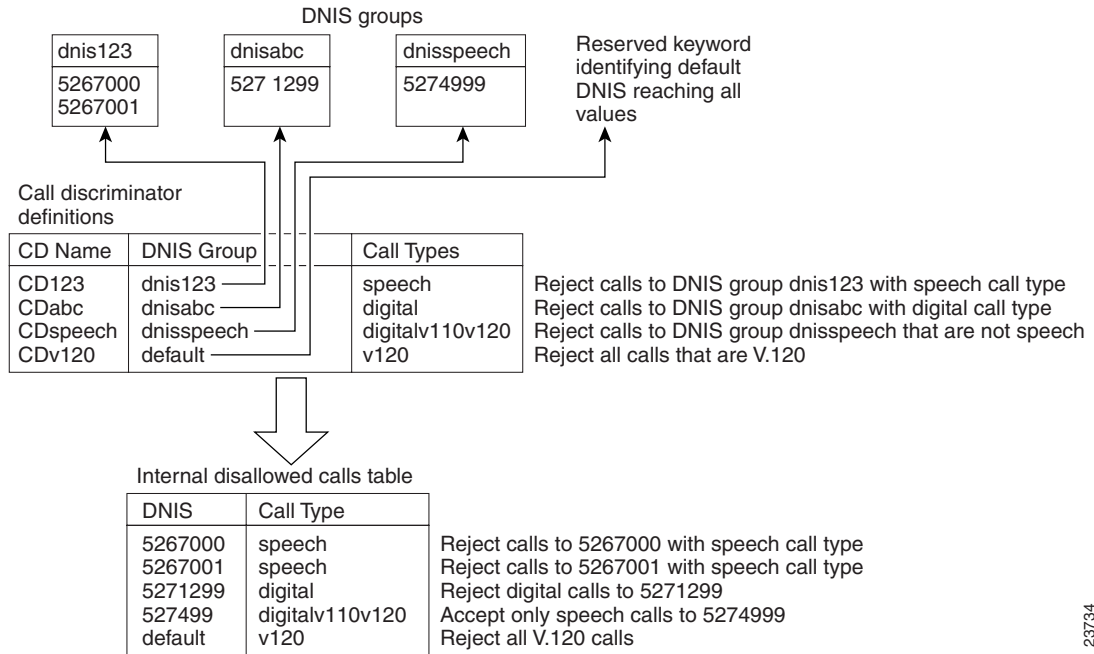 DNIS groups
dnis123
5267000
5267001
dnisabc
527 1299
dnisspeech
5274999
Reserved keyword
identifying default
DNIS reaching all
values
Call discriminator
definitions
CD Name DNIS Group Call Types
CD123 dnis123 speech Reject calls to DNIS group dnis123 with speech call type
CDabc dnisabc digital Reject calls to DNIS group dnisabc with digital call type
CDspeech dnisspeech digitalv110v120 Reject calls to DNIS group dnisspeech that are not speech
CDv120 default v120 Reject all calls that are V.120
Internal disallowed calls table
DNIS Call Type
5267000 speech Reject calls to 5267000 with speech call type
5267001 speech Reject calls to 5267001 with speech call type
5271299 digital Reject digital calls to 5271299
527499 digitalv110v120 Accept only speech calls to 5274999
default v120 Reject all V.120 calls
23734